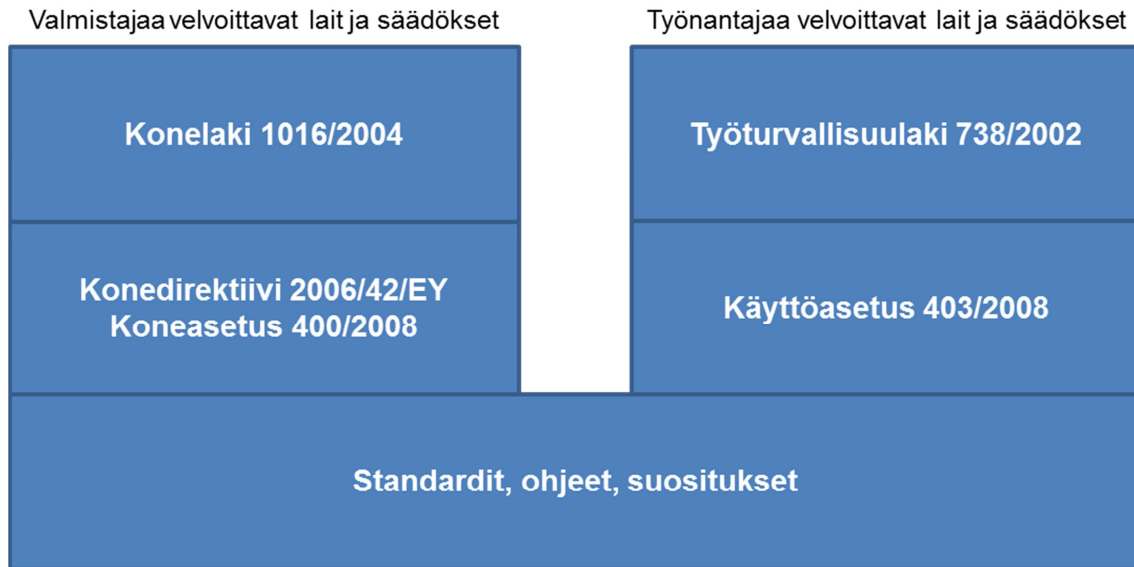 Valmistajaa velvoittavat lait ja säädökset
Työnantajaa velvoittavat lait ja säädökset
Konelaki 1016/2004
Työturvallisuulaki 738/2002
Konedirektiivi 2006/42/EY
Koneasetus 400/2008
Käyttöasetus 403/2008
Standardit, ohjeet, suositukset